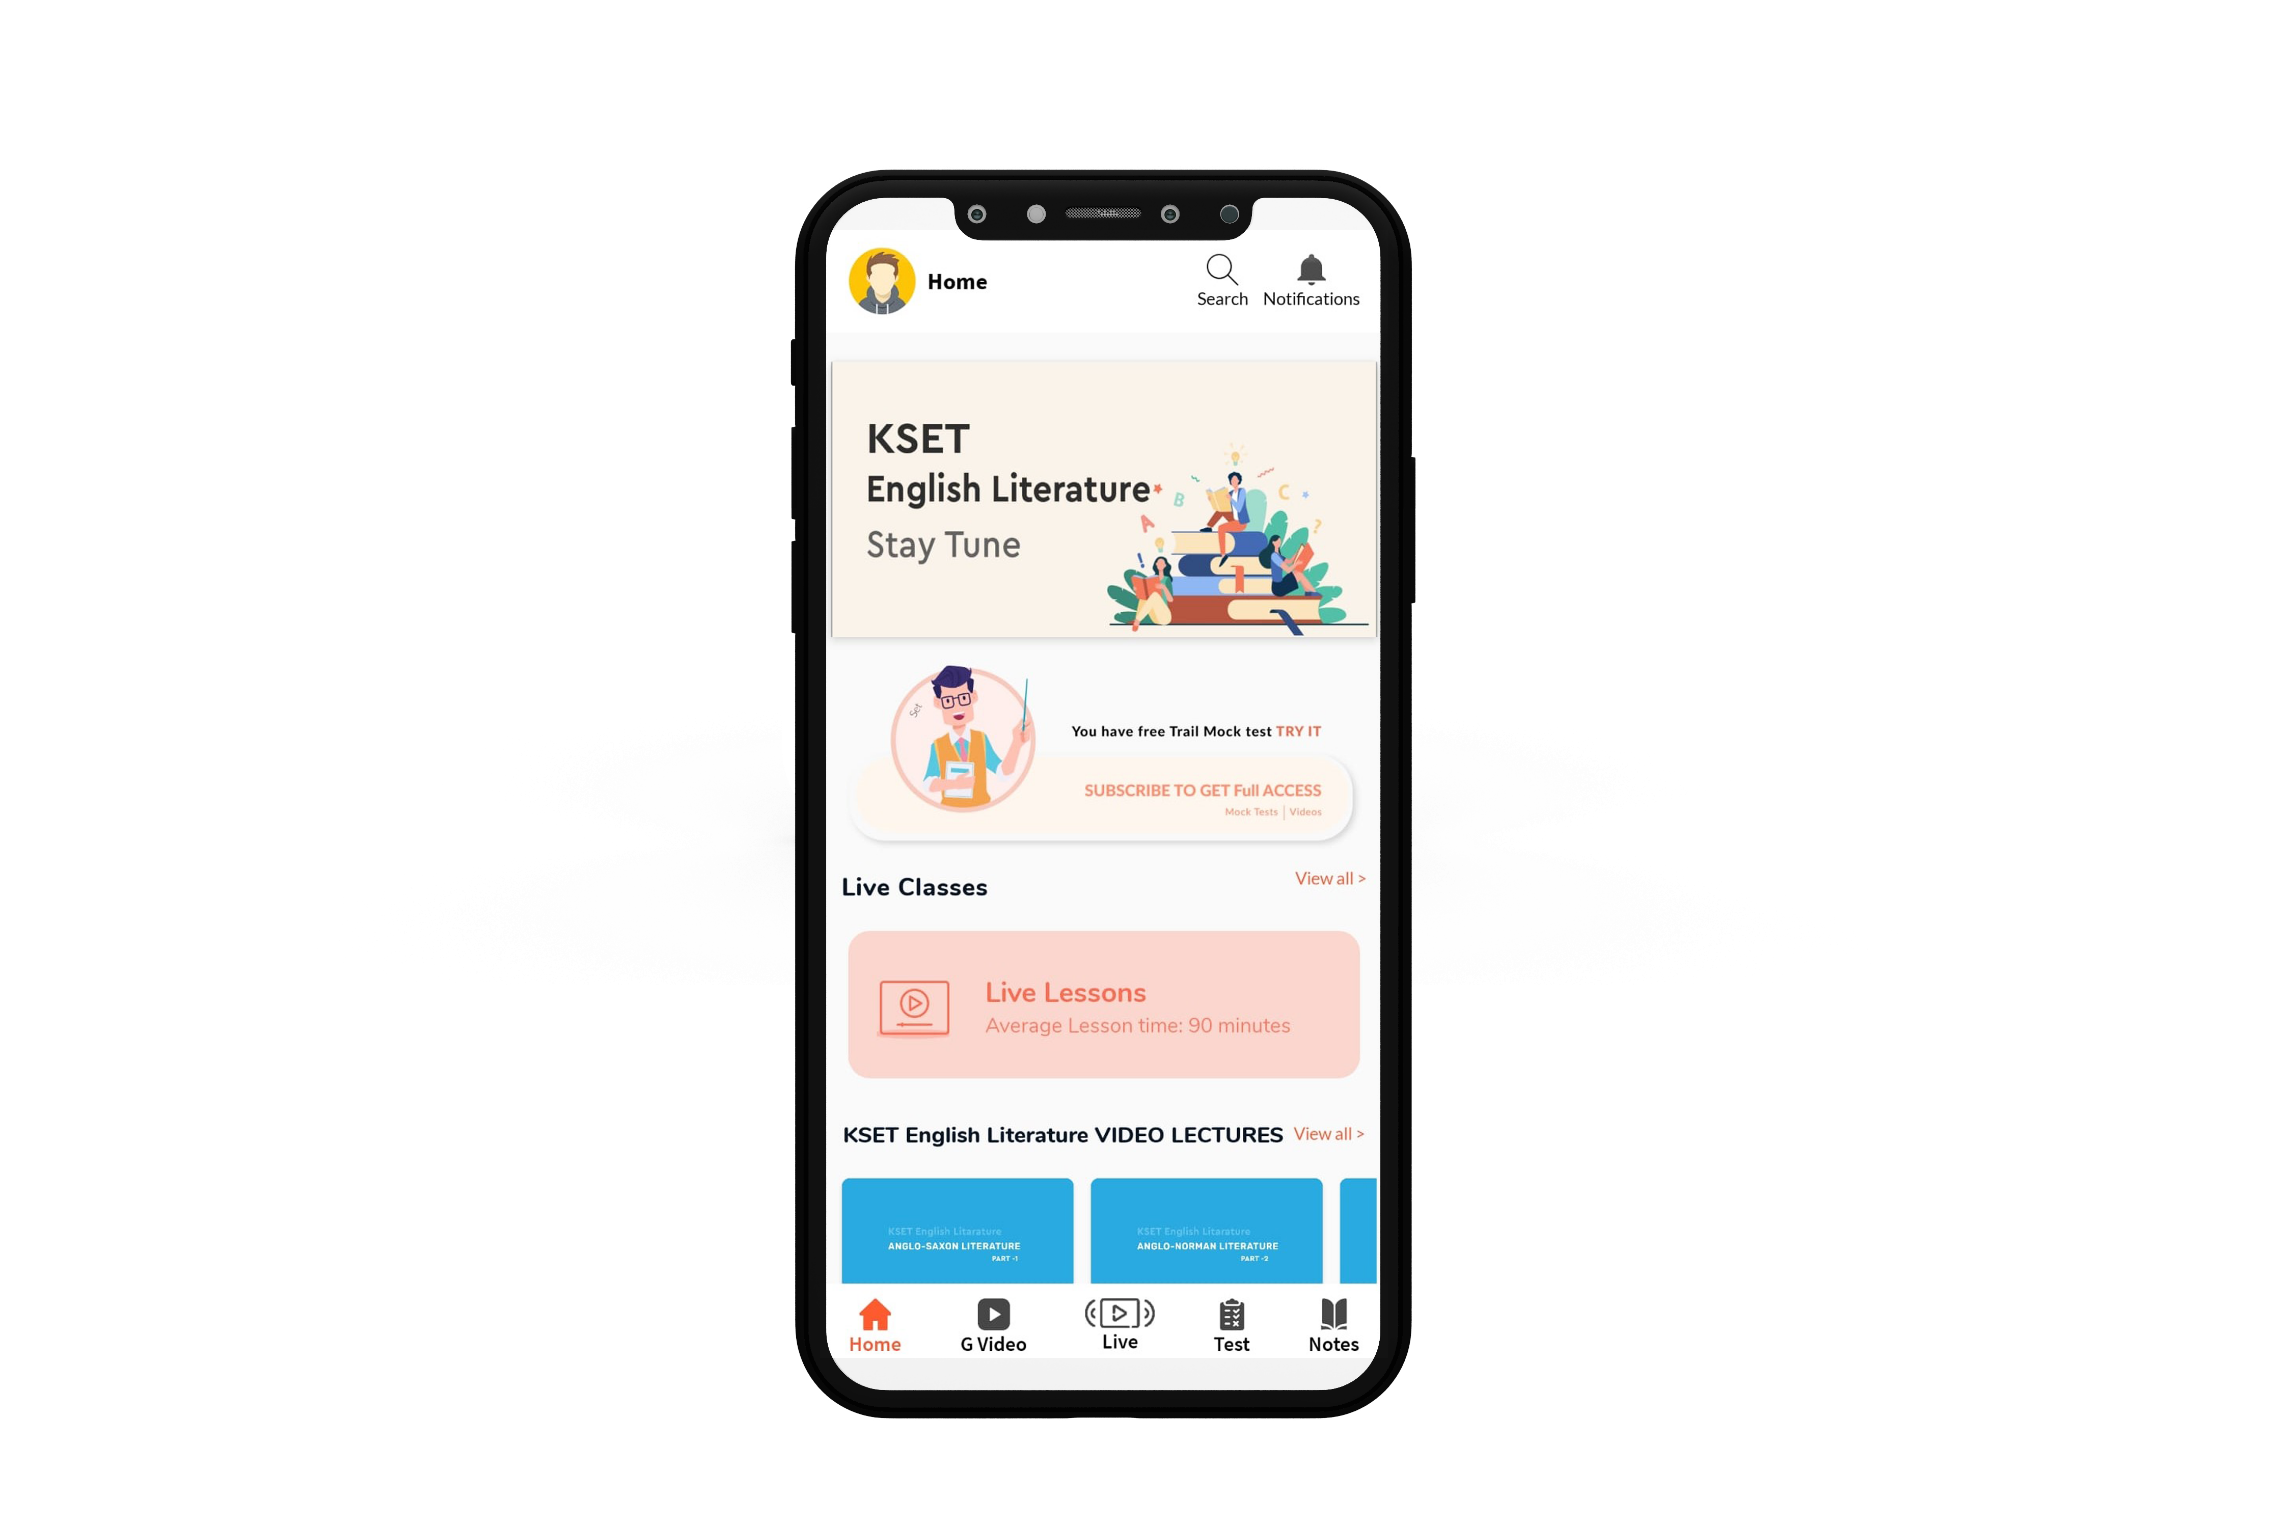 Home
Search
Notifications
KSET
English Literature
Stay Tune
A
B
C
?
!
Set
You have free Trail Mock test TRY IT
SUBSCRIBE TO GET Full ACCESS
Mock Tests | Videos
Live Classes
View all >
Live Lessons
Average Lesson time: 90 minutes
KSET English Literature VIDEO LECTURES
View all >
KSET English Litarature
ANGLO-SAXON LITERATURE
PART -1
KSET English Litarature
ANGLO-NORMAN LITERATURE
PART -2
Home
G Video
Live
Test
Notes